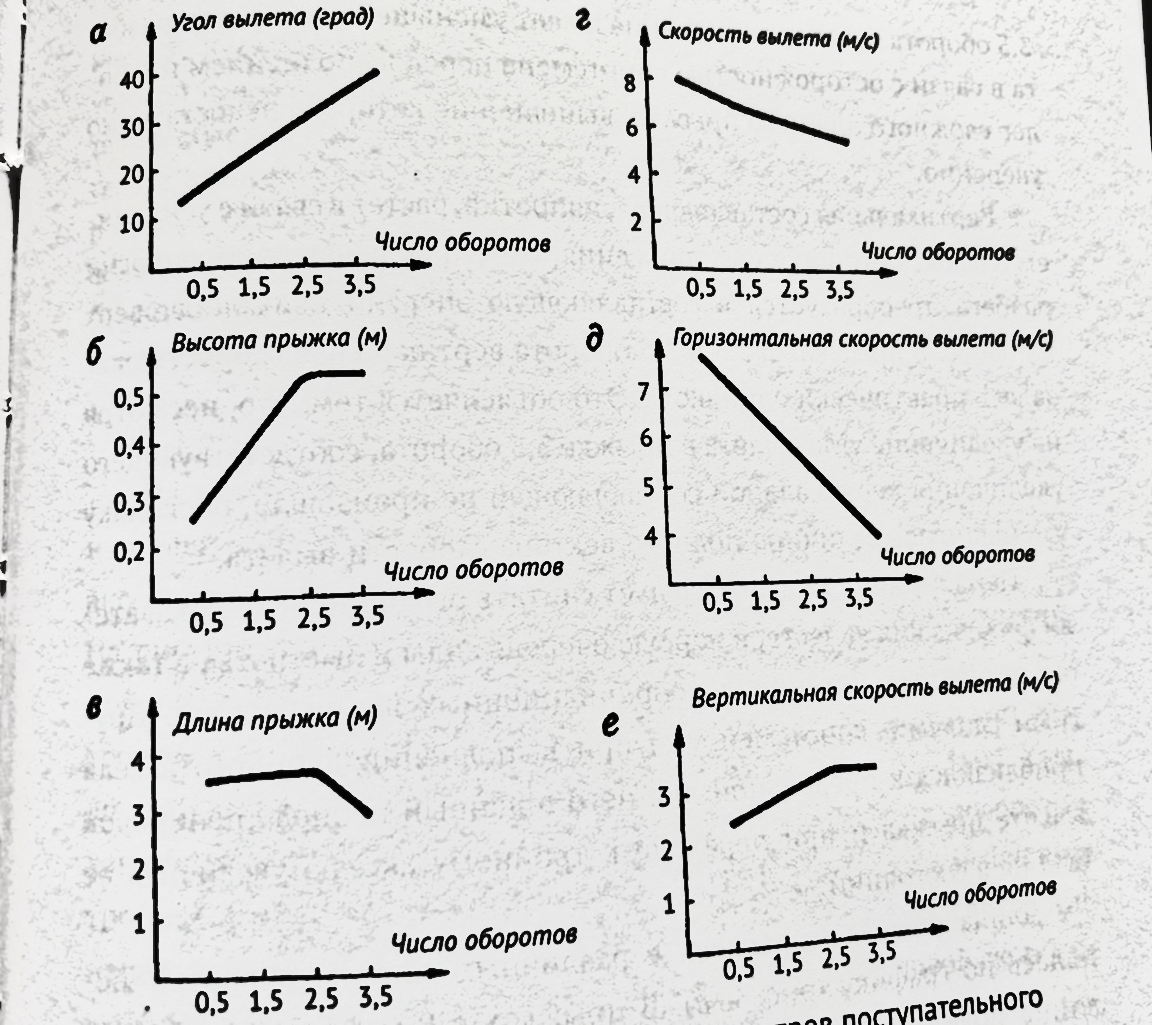 а
Угол вылета (град)
40
30
20
10
Число оборотов
0,5 1,5 2,5 3,5
б
Высота прыжка (м)
0,5
0,4
0,3
0,2
Число оборотов
0,5 1,5 2,5 3,5
в
Длина прыжка (м)
4
3
2
1
Число оборотов
0,5 1,5 2,5 3,5
г
Скорость вылета (м/с)
8
6
4
2
Число оборотов
0,5 1,5 2,5 3,5
д
Горизонтальная скорость вылета (м/с)
7
6
5
4
Число оборотов
0,5 1,5 2,5 3,5
е
Вертикальная скорость вылета (м/с)
3
2
1
Число оборотов
0,5 1,5 2,5 3,5
поступательного